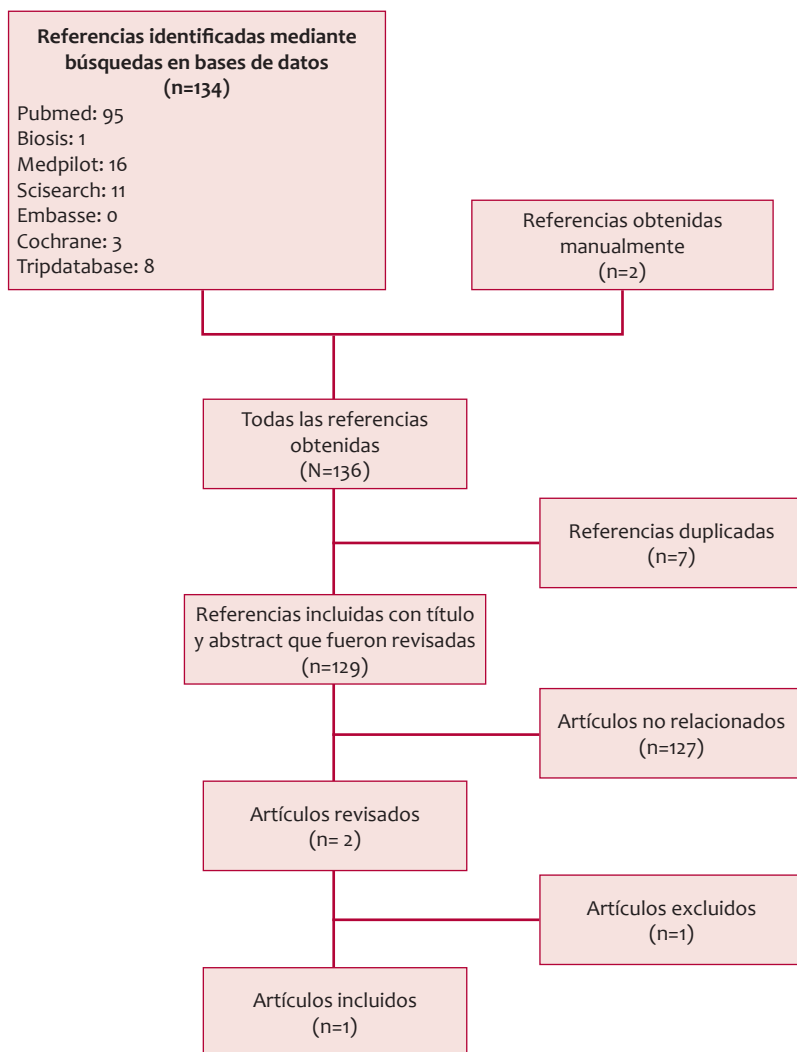 Referencias identificadas mediante
búsquedas en bases de datos
(n=134)
Pubmed: 95
Biosis: 1
Medpilot: 16
Scisearch: 11
Embasse: 0
Cochrane: 3
Tripdatabase: 8
Referencias obtenidas
manualmente
(n=2)
Todas las referencias
obtenidas
(N=136)
Referencias duplicadas
(n=7)
Referencias incluidas con título
y abstract que fueron revisadas
(n=129)
Artículos no relacionados
(n=127)
Artículos revisados
(n= 2)
Artículos excluidos
(n=1)
Artículos incluidos
(n=1)